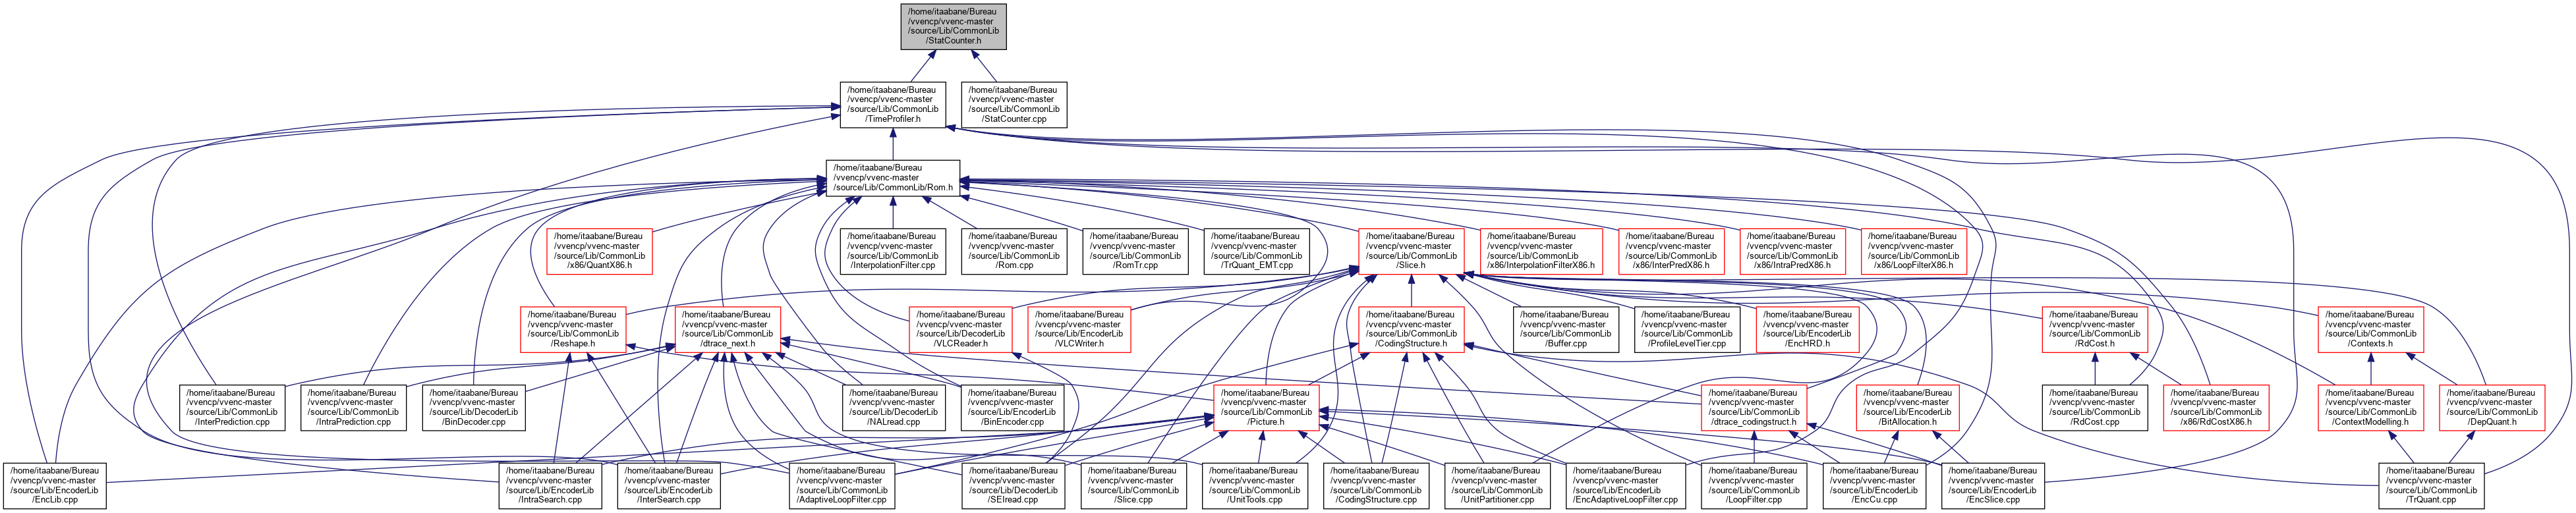 /home/itaabane/Bureau
/vvencp/vvenc-master
/source/Lib/CommonLib
/StatCounter.h
/home/itaabane/Bureau
/vvencp/vvenc-master
/source/Lib/CommonLib
/TimeProfiler.h
/home/itaabane/Bureau
/vvencp/vvenc-master
/source/Lib/CommonLib
/StatCounter.cpp
/home/itaabane/Bureau
/vvencp/vvenc-master
/source/Lib/CommonLib/Rom.h
/home/itaabane/Bureau
/vvencp/vvenc-master
/source/Lib/CommonLib
/x86/QuantX86.h
/home/itaabane/Bureau
/vvencp/vvenc-master
/source/Lib/CommonLib
/InterpolationFilter.cpp
/home/itaabane/Bureau
/vvencp/vvenc-master
/source/Lib/CommonLib
/Rom.cpp
/home/itaabane/Bureau
/vvencp/vvenc-master
/source/Lib/CommonLib
/RomTr.cpp
/home/itaabane/Bureau
/vvencp/vvenc-master
/source/Lib/CommonLib
/TrQuant_EMT.cpp
/home/itaabane/Bureau
/vvencp/vvenc-master
/source/Lib/CommonLib
/Slice.h
/home/itaabane/Bureau
/vvencp/vvenc-master
/source/Lib/CommonLib
/x86/InterpolationFilterX86.h
/home/itaabane/Bureau
/vvencp/vvenc-master
/source/Lib/CommonLib
/x86/InterPredX86.h
/home/itaabane/Bureau
/vvencp/vvenc-master
/source/Lib/CommonLib
/x86/IntraPredX86.h
/home/itaabane/Bureau
/vvencp/vvenc-master
/source/Lib/CommonLib
/x86/LoopFilterX86.h
/home/itaabane/Bureau
/vvencp/vvenc-master
/source/Lib/CommonLib
/Reshape.h
/home/itaabane/Bureau
/vvencp/vvenc-master
/source/Lib/CommonLib
/dtrace_next.h
/home/itaabane/Bureau
/vvencp/vvenc-master
/source/Lib/DecoderLib
/VLCReader.h
/home/itaabane/Bureau
/vvencp/vvenc-master
/source/Lib/EncoderLib
/VLCWriter.h
/home/itaabane/Bureau
/vvencp/vvenc-master
/source/Lib/CommonLib
/CodingStructure.h
/home/itaabane/Bureau
/vvencp/vvenc-master
/source/Lib/CommonLib
/Buffer.cpp
/home/itaabane/Bureau
/vvencp/vvenc-master
/source/Lib/CommonLib
/ProfileLevelTier.cpp
/home/itaabane/Bureau
/vvencp/vvenc-master
/source/Lib/EncoderLib
/EncHRD.h
/home/itaabane/Bureau
/vvencp/vvenc-master
/source/Lib/CommonLib
/RdCost.h
/home/itaabane/Bureau
/vvencp/vvenc-master
/source/Lib/CommonLib
/Contexts.h
/home/itaabane/Bureau
/vvencp/vvenc-master
/source/Lib/CommonLib
/InterPrediction.cpp
/home/itaabane/Bureau
/vvencp/vvenc-master
/source/Lib/CommonLib
/IntraPrediction.cpp
/home/itaabane/Bureau
/vvencp/vvenc-master
/source/Lib/DecoderLib
/BinDecoder.cpp
/home/itaabane/Bureau
/vvencp/vvenc-master
/source/Lib/DecoderLib
/NALread.cpp
/home/itaabane/Bureau
/vvencp/vvenc-master
/source/Lib/EncoderLib
/BinEncoder.cpp
/home/itaabane/Bureau
/vvencp/vvenc-master
/source/Lib/CommonLib
/Picture.h
/home/itaabane/Bureau
/vvencp/vvenc-master
/source/Lib/CommonLib
/dtrace_codingstruct.h
/home/itaabane/Bureau
/vvencp/vvenc-master
/source/Lib/EncoderLib
/BitAllocation.h
/home/itaabane/Bureau
/vvencp/vvenc-master
/source/Lib/CommonLib
/RdCost.cpp
/home/itaabane/Bureau
/vvencp/vvenc-master
/source/Lib/CommonLib
/x86/RdCostX86.h
/home/itaabane/Bureau
/vvencp/vvenc-master
/source/Lib/CommonLib
/ContextModelling.h
/home/itaabane/Bureau
/vvencp/vvenc-master
/source/Lib/CommonLib
/DepQuant.h
/home/itaabane/Bureau
/vvencp/vvenc-master
/source/Lib/EncoderLib
/EncLib.cpp
/home/itaabane/Bureau
/vvencp/vvenc-master
/source/Lib/EncoderLib
/IntraSearch.cpp
/home/itaabane/Bureau
/vvencp/vvenc-master
/source/Lib/EncoderLib
/InterSearch.cpp
/home/itaabane/Bureau
/vvencp/vvenc-master
/source/Lib/CommonLib
/AdaptiveLoopFilter.cpp
/home/itaabane/Bureau
/vvencp/vvenc-master
/source/Lib/DecoderLib
/SEIread.cpp
/home/itaabane/Bureau
/vvencp/vvenc-master
/source/Lib/CommonLib
/Slice.cpp
/home/itaabane/Bureau
/vvencp/vvenc-master
/source/Lib/CommonLib
/UnitTools.cpp
/home/itaabane/Bureau
/vvencp/vvenc-master
/source/Lib/CommonLib
/CodingStructure.cpp
/home/itaabane/Bureau
/vvencp/vvenc-master
/source/Lib/CommonLib
/UnitPartitioner.cpp
/home/itaabane/Bureau
/vvencp/vvenc-master
/source/Lib/EncoderLib
/EncAdaptiveLoopFilter.cpp
/home/itaabane/Bureau
/vvencp/vvenc-master
/source/Lib/CommonLib
/LoopFilter.cpp
/home/itaabane/Bureau
/vvencp/vvenc-master
/source/Lib/EncoderLib
/EncCu.cpp
/home/itaabane/Bureau
/vvencp/vvenc-master
/source/Lib/EncoderLib
/EncSlice.cpp
/home/itaabane/Bureau
/vvencp/vvenc-master
/source/Lib/CommonLib
/TrQuant.cpp